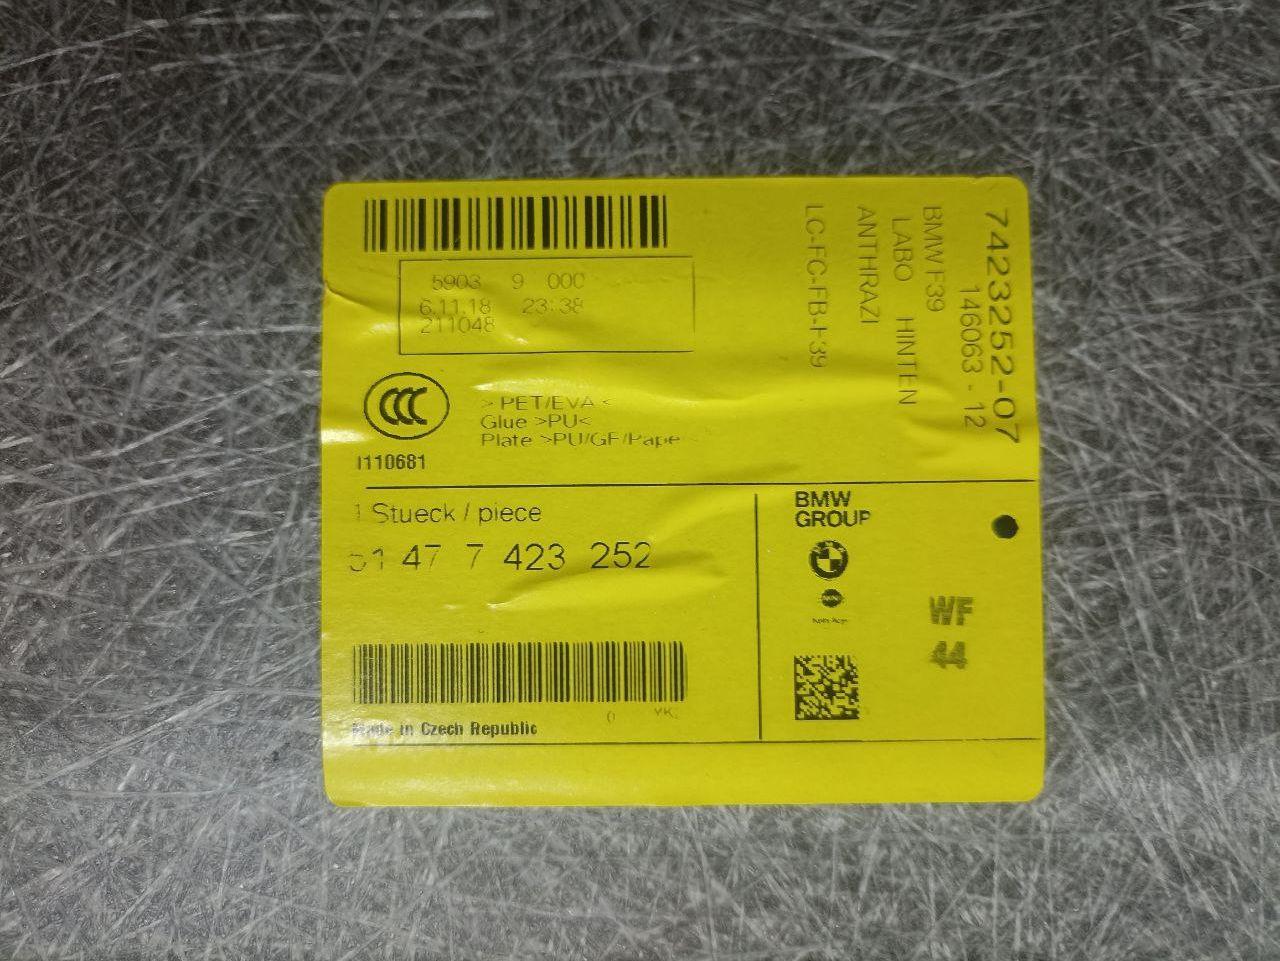 5903 9 000
6.11.18 23:38
211048
> PET/EVA <
Glue >PU<
Plate >PU/GF/Pape
I110681
7423252-07
146063 - 12
BMW F39
LABO HINTEN
ANTHRAZI
LC-FC-FB-F39
1 Stueck / piece
51 47 7 423 252
Made in Czech Republic
BMW
GROUP
WF
44